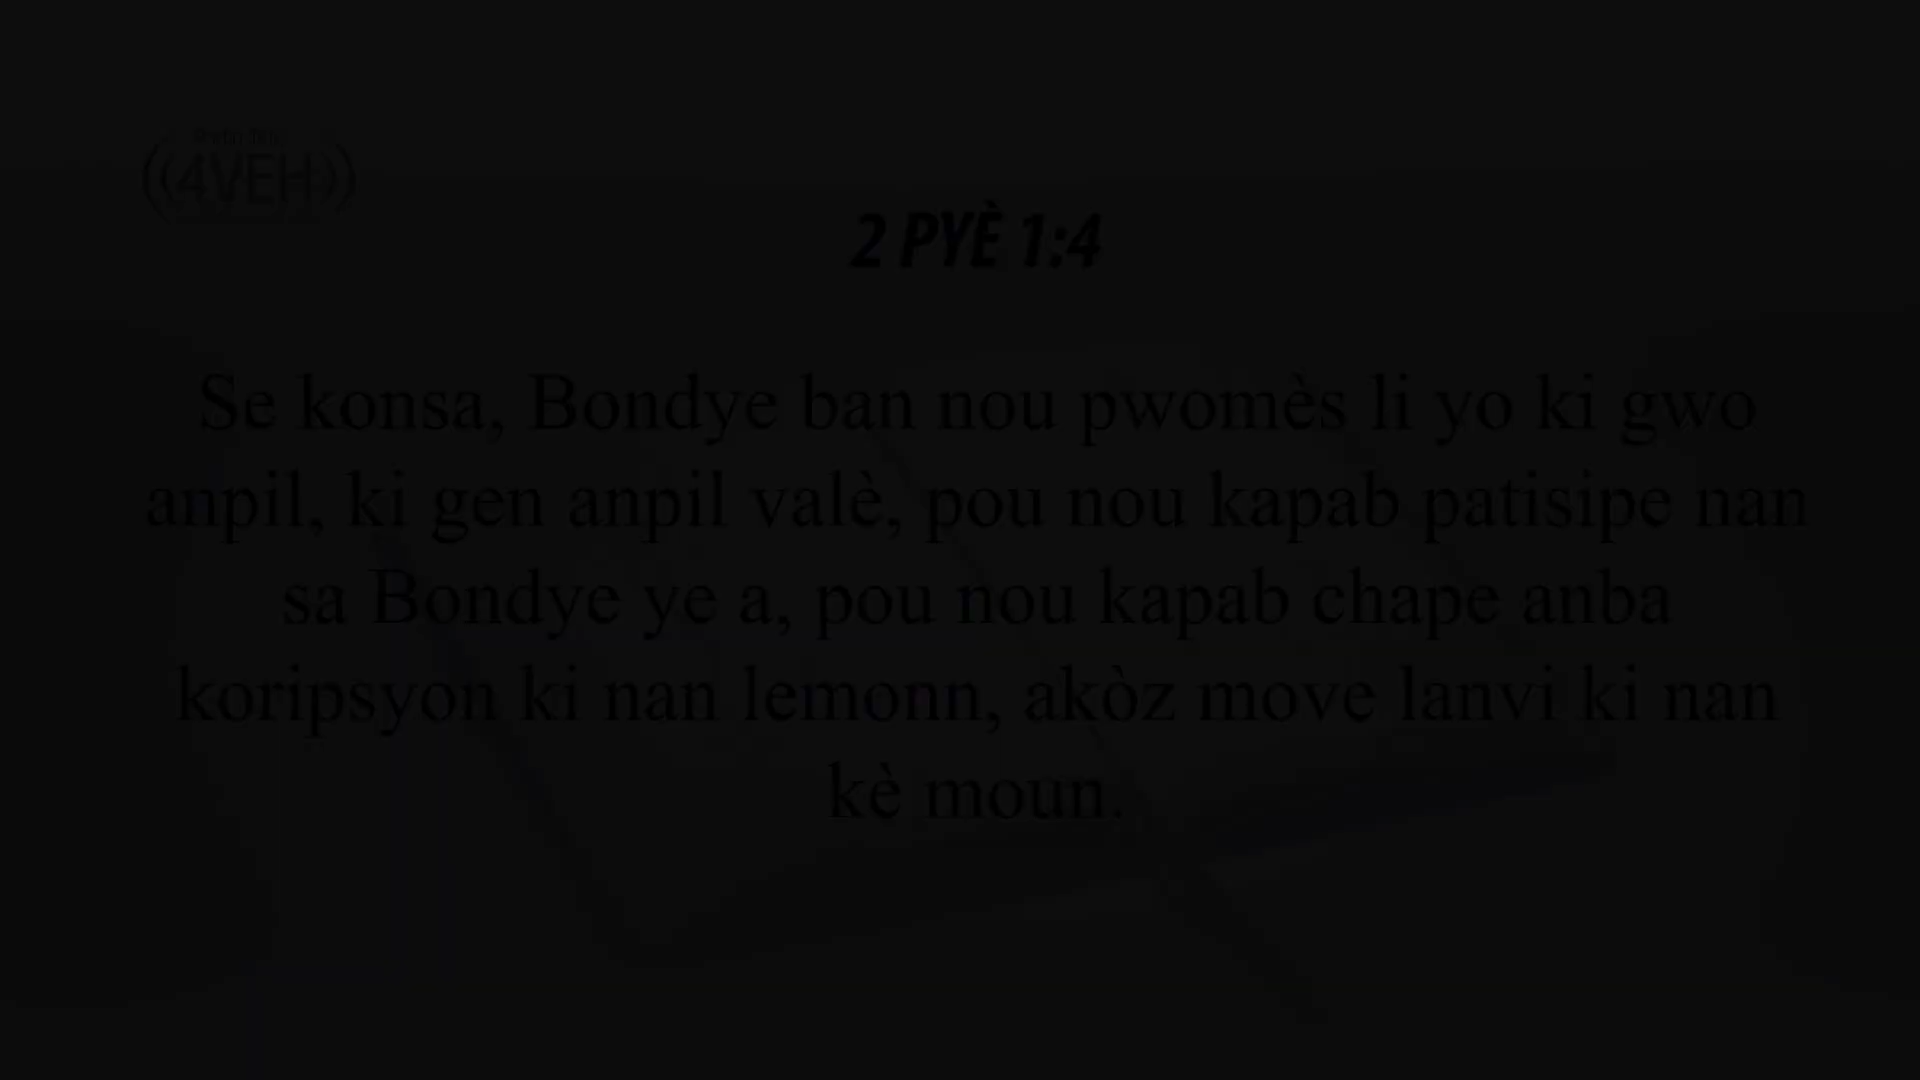 ((4VEH))
2 PYÈ 1:4
Se konsa, Bondye ban nou pwomès li yo ki gwo
anpil, ki gen anpil valè, pou nou kapab patisipe nan
sa Bondye ye a, pou nou kapab chape anba
koripsyon ki nan lemonn, akòz move lanvi ki nan
kè moun.